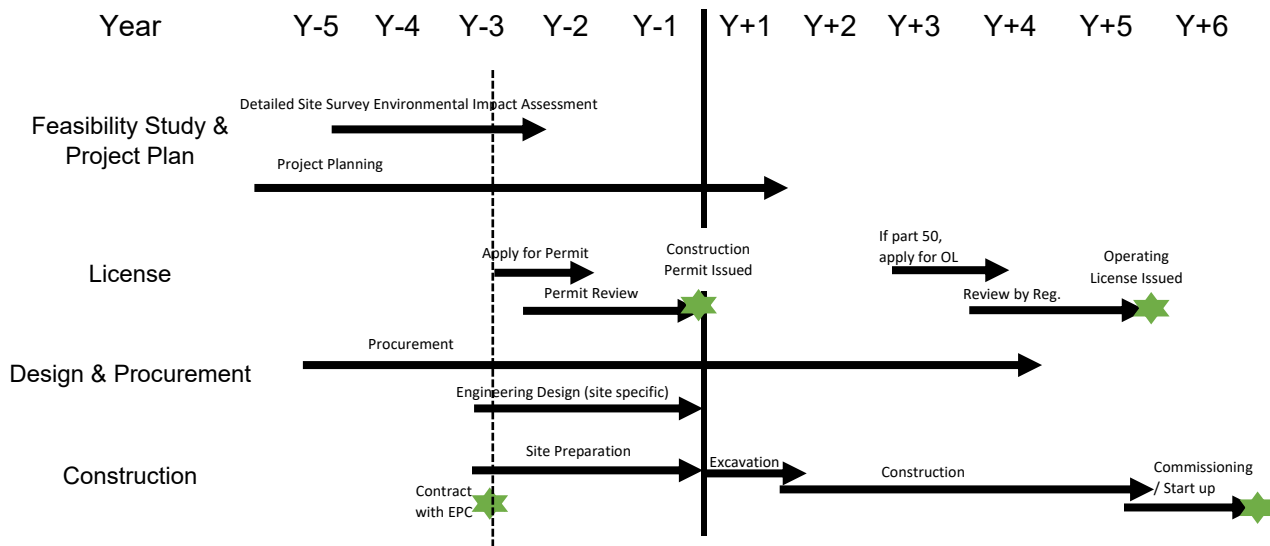 Year Y-5 Y-4 Y-3 Y-2 Y-1 Y+1 Y+2 Y+3 Y+4 Y+5 Y+6
Detailed Site Survey Environmental Impact Assessment
Feasibility Study &
Project Plan
Project Planning
License
Apply for Permit
Permit Review
Construction
Permit Issued
If part 50,
apply for OL
Review by Reg.
Operating
License Issued
Design & Procurement
Procurement
Engineering Design (site specific)
Construction
Site Preparation
Contract
with EPC
Excavation
Construction
Commissioning
/ Start up